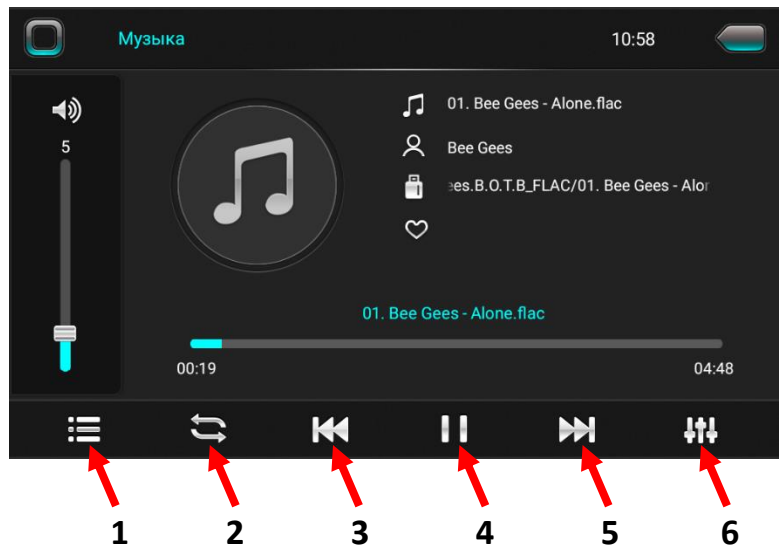 Музыка
10:58
5
01. Bee Gees - Alone.flac
Bee Gees
ees.B.O.T.B_FLAC/01. Bee Gees - Alor
01. Bee Gees - Alone.flac
00:19
04:48
1 2 3 4 5 6